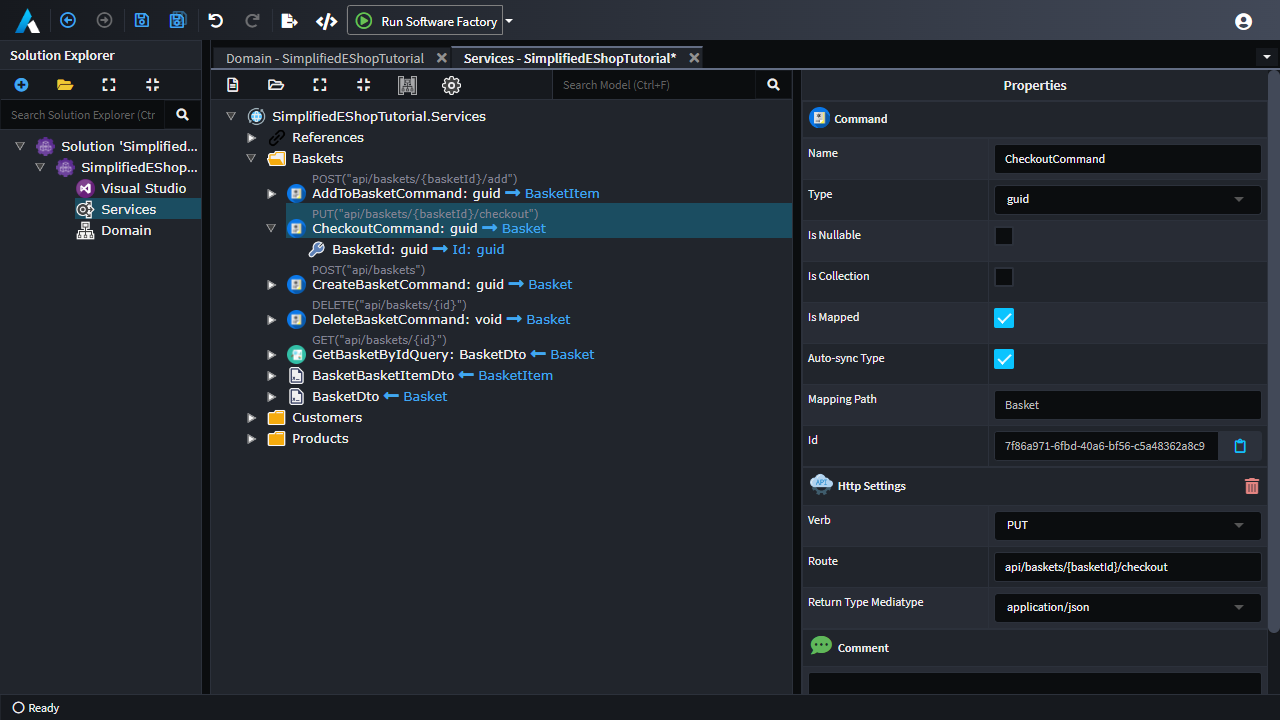 Run Software Factory
Solution Explorer
Search Solution Explorer (Ctr
Solution 'Simplified...
SimplifiedEShop...
Visual Studio
Services
Domain
Domain - SimplifiedEShopTutorial
Services - SimplifiedEShopTutorial*
Search Model (Ctrl+F)
SimplifiedEShopTutorial.Services
References
Baskets
POST("api/baskets/{basketId}/add")
AddToBasketCommand: guid → BasketItem
PUT("api/baskets/{basketId}/checkout")
CheckoutCommand: guid → Basket
BasketId: guid → Id: guid
POST("api/baskets")
CreateBasketCommand: guid → Basket
DELETE("api/baskets/{id}")
DeleteBasketCommand: void → Basket
GET("api/baskets/{id}")
GetBasketByIdQuery: BasketDto ← Basket
BasketBasketItemDto ← BasketItem
BasketDto ← Basket
Customers
Products
Properties
Command
Name
CheckoutCommand
Type
guid
Is Nullable
Is Collection
Is Mapped
Auto-sync Type
Mapping Path
Basket
Id
7f86a971-6fbd-40a6-bf56-c5a48362a8c9
API
Http Settings
Verb
PUT
Route
api/baskets/{basketId}/checkout
Return Type Mediatype
application/json
Comment
Ready